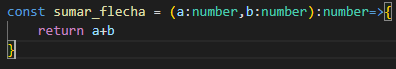 const sumar_flecha = (a:number,b:number):number=>{
    return a+b
}